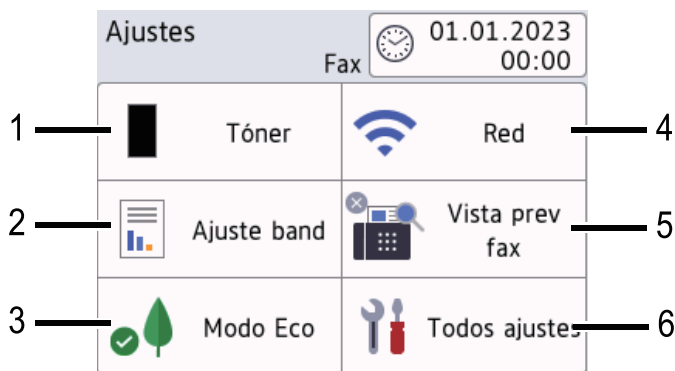 Ajustes
Fax
01.01.2023
00:00
1
Tóner
Red
4
2
Ajuste band
Vista prev
fax
5
3
Modo Eco
Todos ajustes
6